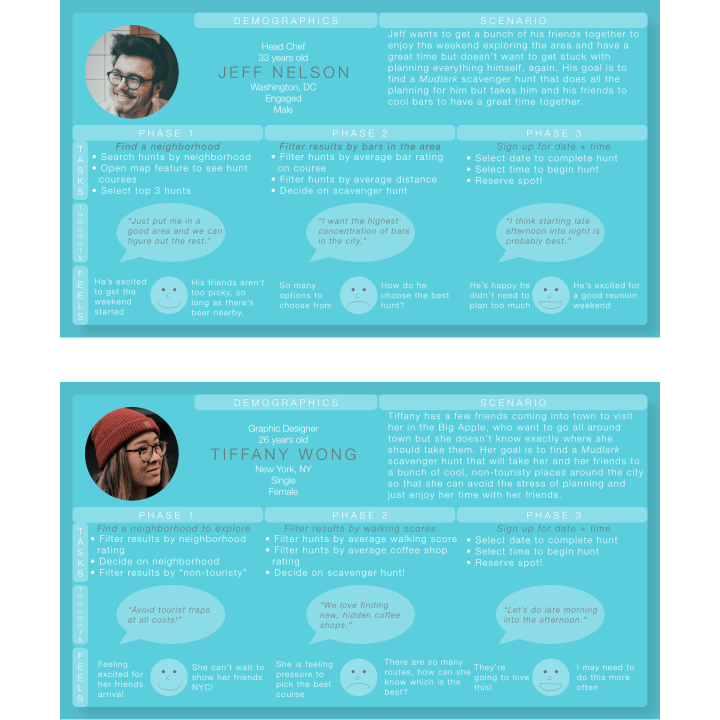 DEMOGRAPHICS
Head Chef
33 years old
JEFF NELSON
Washington, DC
Engaged
Male
SCENARIO
Jeff wants to get a bunch of his friends together to
enjoy the weekend exploring the area and have a
great time but doesn't want to get stuck with
planning everything himself, again. His goal is to
find a Mudlark scavenger hunt that does all the
planning for him but takes him and his friends to
cool bars to have a great time together.
PHASE 1
PHASE 2
PHASE 3
TASKS
Find a neighborhood
• Search hunts by neighborhood
• Open map feature to see hunt
courses
• Select top 3 hunts
Filter results by bars in the area
• Filter hunts by average bar rating
on course
• Filter hunts by average distance
• Decide on scavenger hunt
Sign up for date + time
• Select date to complete hunt
• Select time to begin hunt
• Reserve spot!
THOUGHTS
"Just put me in a
good area and we can
figure out the rest."
"I want the highest
concentration of bars
in the city."
"I think starting late
afternoon into night is
probably best."
FEELS
He's excited
to get the
weekend
started
His friends aren't
too picky, so
long as there's
beer nearby.
So many
options to
choose from
How do he
choose the best
hunt?
He's happy he
didn't need to
plan too much
He's excited for
a good reunion
weekend
DEMOGRAPHICS
Graphic Designer
26 years old
TIFFANY WONG
New York, NY
Single
Female
SCENARIO
Tiffany has a few friends coming into town to visit
her in the Big Apple, who want to go all around
town but she doesn't know exactly where she
should take them. Her goal is to find a Mudlark
scavenger hunt that will take her and her friends to
a bunch of cool, non-touristy places around the city
so that she can avoid the stress of planning and
just enjoy her time with her friends.
PHASE 1
PHASE 2
PHASE 3
TASKS
Find a neighborhood to explore
• Filter results by neighborhood
rating
• Decide on neighborhood
• Filter results by "non-touristy"
Filter results by walking scores
• Filter hunts by average walking score
• Filter hunts by average coffee shop
rating
• Decide on scavenger hunt!
Sign up for date + time
• Select date to complete hunt
• Select time to begin hunt
• Reserve spot!
THOUGHTS
"Avoid tourist traps
at all costs!"
"We love finding
new, hidden coffee
shops."
"Let's do late morning
into the afternoon."
FEELS
Feeling
excited for
her friends
arrival
She can't wait to
show her friends
NYC!
She is feeling
pressure to
pick the best
course
There are so many
routes, how can she
know which is the
best?
They're
going to love
this!
I may need to
do this more
often